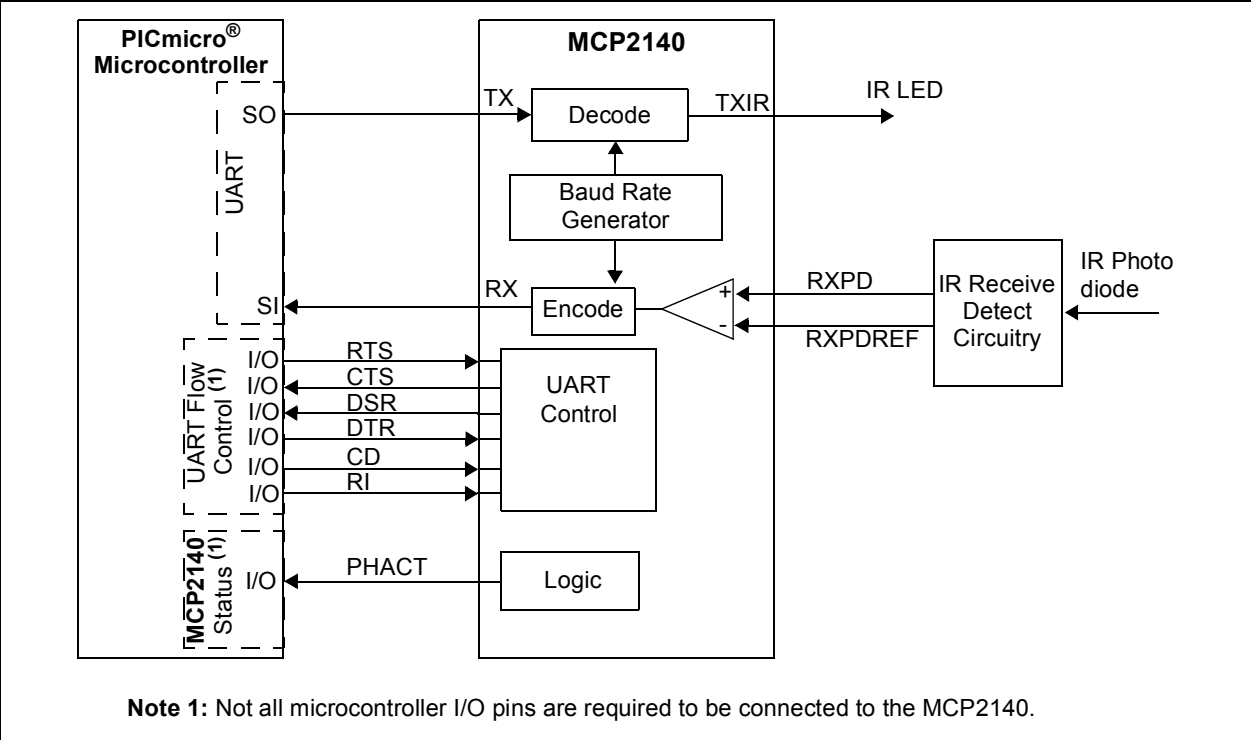 PICmicro®
Microcontroller
MCP2140
UART
SO
TX
Decode
TXIR
IR LED
Baud Rate
Generator
SI
RX
Encode
+
-
RXPD
RXPDREF
IR Receive
Detect
Circuitry
IR Photo
diode
UART Flow
Control (1)
I/O
RTS
I/O
CTS
I/O
DSR
I/O
DTR
I/O
CD
I/O
RI
UART
Control
MCP2140
Status (1)
I/O
PHACT
Logic
Note 1: Not all microcontroller I/O pins are required to be connected to the MCP2140.